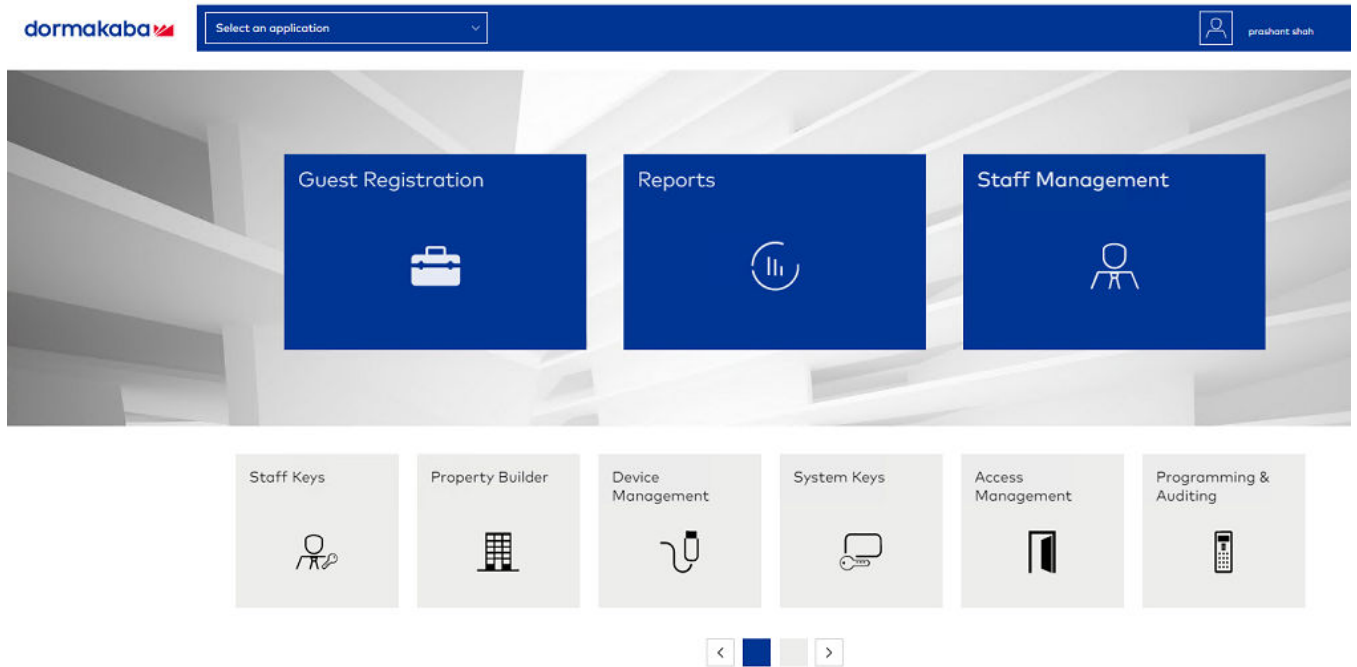 dormakaba
Select an application
prashant shah
Guest Registration
Reports
Staff Management
Staff Keys
Property Builder
Device
Management
System Keys
Access
Management
Programming &
Auditing